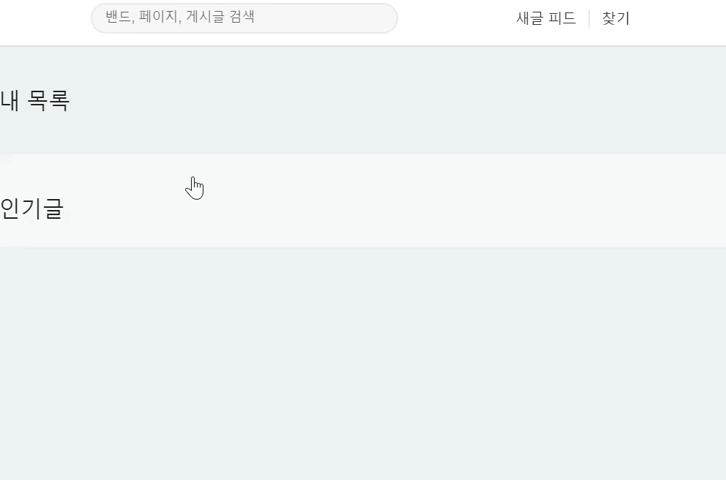 밴드, 페이지, 게시글 검색
새글 피드 | 찾기
내 목록
인기글